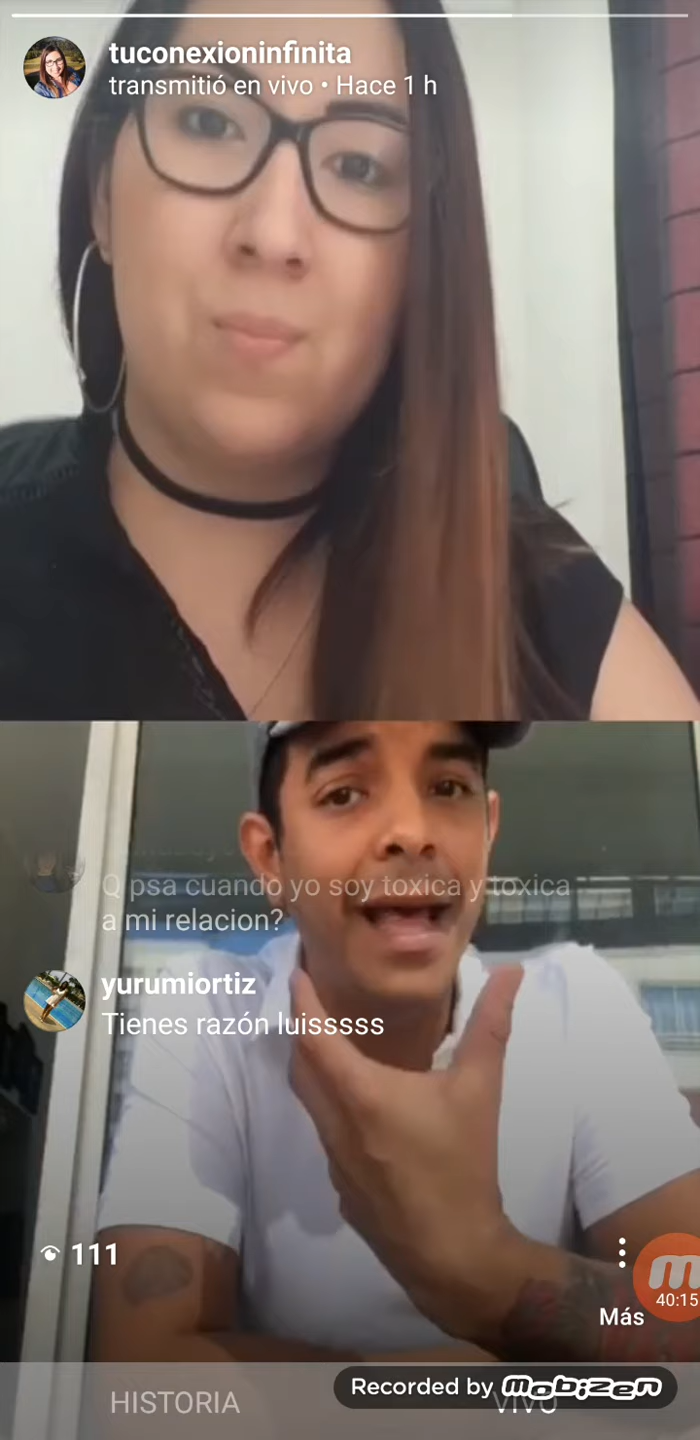 tuconexioninfinita
transmitió en vivo • Hace 1 h
Q psa cuando yo soy toxica y toxica
a mi relacion?
yurumiortiz
Tienes razón luisssss
111
40:15
Más
Recorded by Mobizen
HISTORIA
VIVO